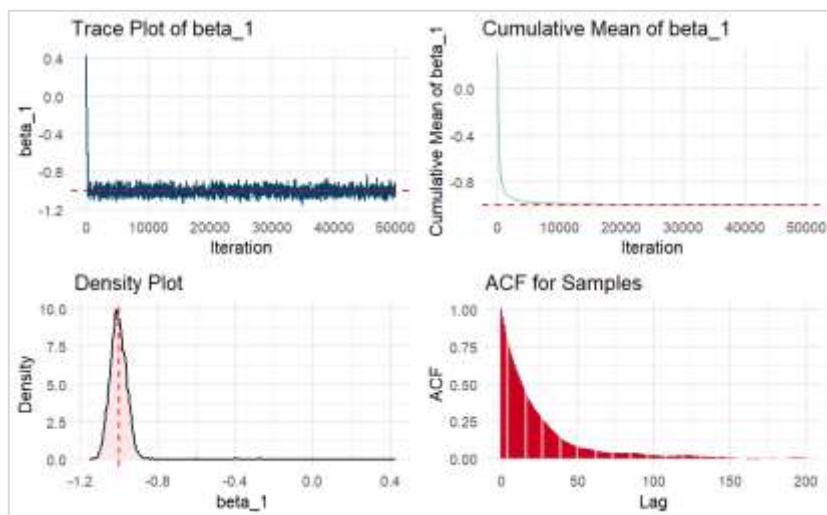 Trace Plot of beta_1
beta_1
0.4
0.0
-0.4
-0.8
-1.2
0 10000 20000 30000 40000 50000
Iteration
Cumulative Mean of beta_1
Cumulative Mean of beta_1
0.0
-0.4
-0.8
0 10000 20000 30000 40000 50000
Iteration
Density Plot
Density
10.0
7.5
5.0
2.5
0.0
-1.2 -0.8 -0.4 0.0 0.4
beta_1
ACF for Samples
ACF
1.00
0.75
0.50
0.25
0.00
0 50 100 150 200
Lag